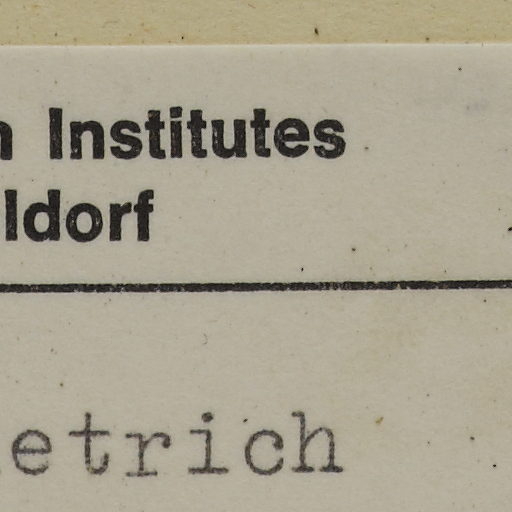 n Institutes
ldorf
etrich